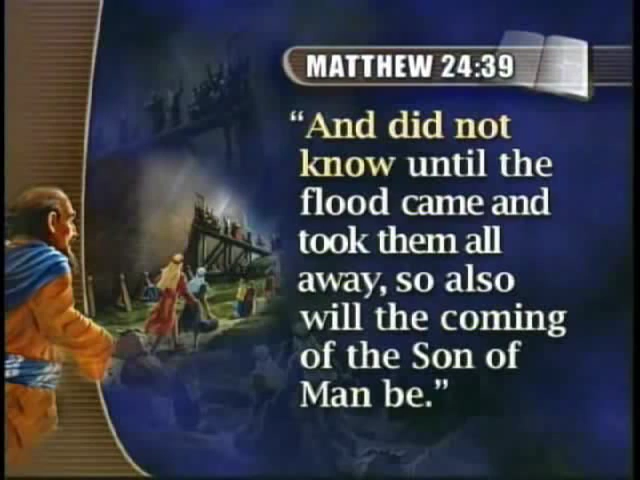 MATTHEW 24:39
“And did not
know until the
flood came and
took them all
away, so also
will the coming
of the Son of
Man be.”